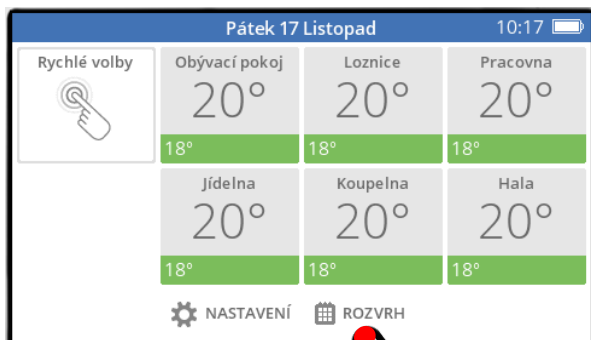 Pátek 17 Listopad 10:17
Rychlé volby
Obývací pokoj
20°
18°
Loznice
20°
18°
Pracovna
20°
18°
Jídelna
20°
18°
Koupelna
20°
18°
Hala
20°
18°
NASTAVENÍ ROZVRH